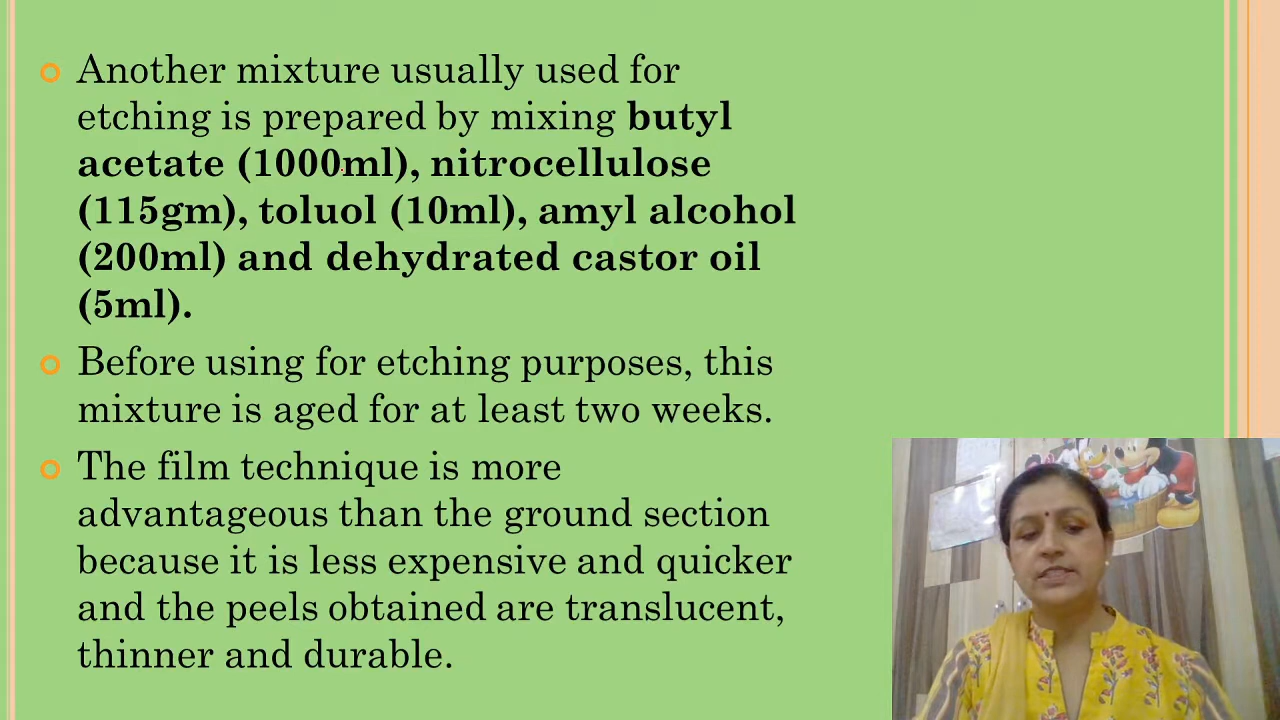 Another mixture usually used for
etching is prepared by mixing butyl
acetate (1000ml), nitrocellulose
(115gm), toluol (10ml), amyl alcohol
(200ml) and dehydrated castor oil
(5ml).
Before using for etching purposes, this
mixture is aged for at least two weeks.
The film technique is more
advantageous than the ground section
because it is less expensive and quicker
and the peels obtained are translucent,
thinner and durable.